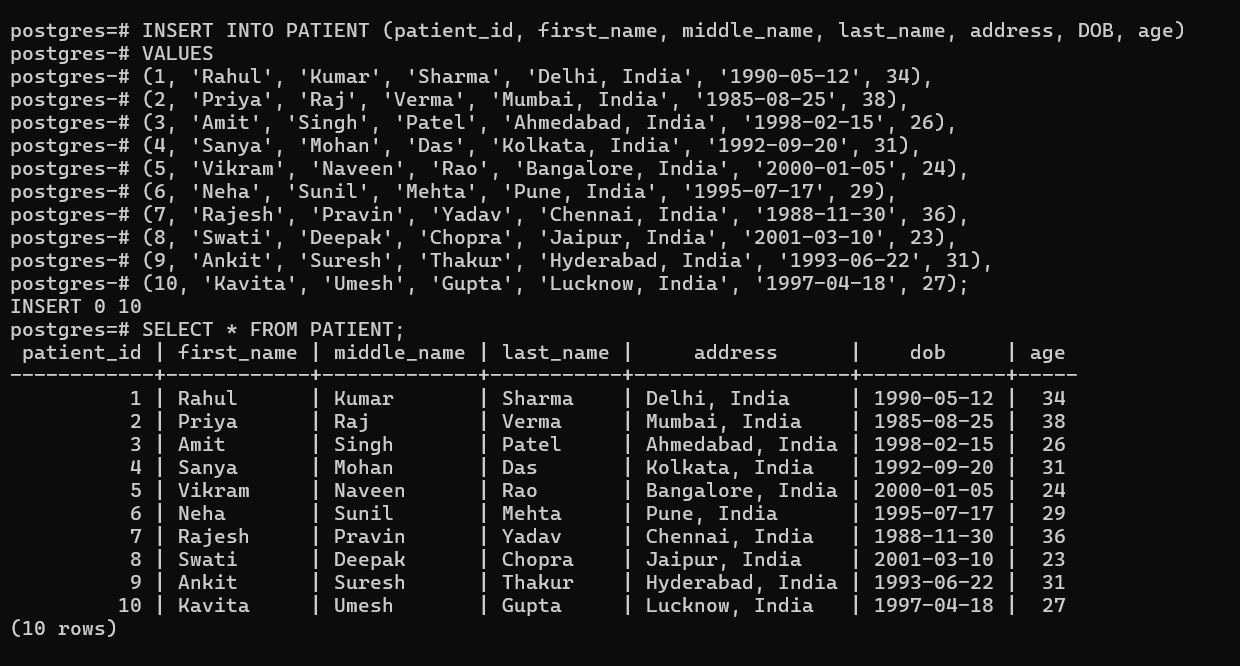 postgres=# INSERT INTO PATIENT (patient_id, first_name, middle_name, last_name, address, DOB, age)
postgres-# VALUES
postgres-# (1, 'Rahul', 'Kumar', 'Sharma', 'Delhi, India', '1990-05-12', 34),
postgres-# (2, 'Priya', 'Raj', 'Verma', 'Mumbai, India', '1985-08-25', 38),
postgres-# (3, 'Amit', 'Singh', 'Patel', 'Ahmedabad, India', '1998-02-15', 26),
postgres-# (4, 'Sanya', 'Mohan', 'Das', 'Kolkata, India', '1992-09-20', 31),
postgres-# (5, 'Vikram', 'Naveen', 'Rao', 'Bangalore, India', '2000-01-05', 24),
postgres-# (6, 'Neha', 'Sunil', 'Mehta', 'Pune, India', '1995-07-17', 29),
postgres-# (7, 'Rajesh', 'Pravin', 'Yadav', 'Chennai, India', '1988-11-30', 36),
postgres-# (8, 'Swati', 'Deepak', 'Chopra', 'Jaipur, India', '2001-03-10', 23),
postgres-# (9, 'Ankit', 'Suresh', 'Thakur', 'Hyderabad, India', '1993-06-22', 31),
postgres-# (10, 'Kavita', 'Umesh', 'Gupta', 'Lucknow, India', '1997-04-18', 27);
INSERT 0 10
postgres=# SELECT * FROM PATIENT;
 patient_id | first_name | middle_name | last_name |     address      |    dob     | age
------------+------------+-------------+-----------+------------------+------------+-----
          1 | Rahul      | Kumar       | Sharma    | Delhi, India     | 1990-05-12 |  34
          2 | Priya      | Raj         | Verma     | Mumbai, India    | 1985-08-25 |  38
          3 | Amit       | Singh       | Patel     | Ahmedabad, India | 1998-02-15 |  26
          4 | Sanya      | Mohan       | Das       | Kolkata, India   | 1992-09-20 |  31
          5 | Vikram     | Naveen      | Rao       | Bangalore, India | 2000-01-05 |  24
          6 | Neha       | Sunil       | Mehta     | Pune, India      | 1995-07-17 |  29
          7 | Rajesh     | Pravin      | Yadav     | Chennai, India   | 1988-11-30 |  36
          8 | Swati      | Deepak      | Chopra    | Jaipur, India    | 2001-03-10 |  23
          9 | Ankit      | Suresh      | Thakur    | Hyderabad, India | 1993-06-22 |  31
         10 | Kavita     | Umesh       | Gupta     | Lucknow, India   | 1997-04-18 |  27
(10 rows)